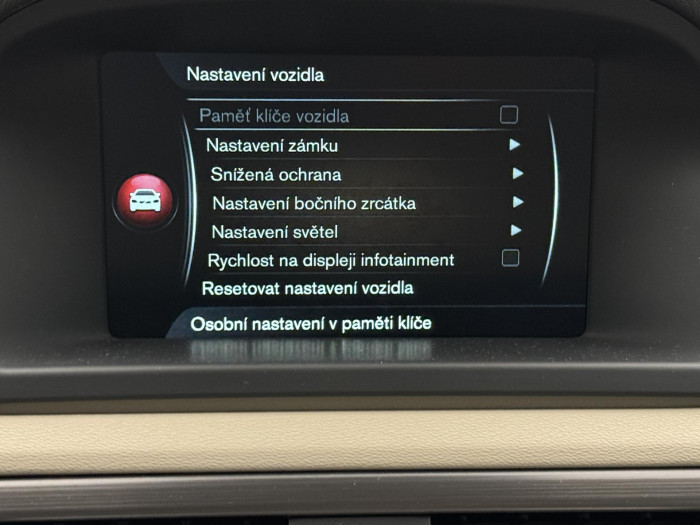 Nastavení vozidla
Paměť klíče vozidla
Nastavení zámku
Snížená ochrana
Nastavení bočního zrcátka
Nastavení světel
Rychlost na displeji infotainment
Resetovat nastavení vozidla
Osobní nastavení v paměti klíče